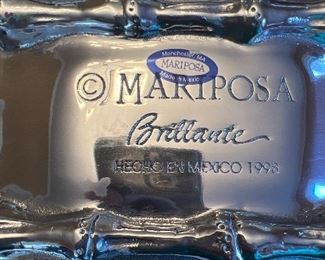 Manchester MA
MARIPOSA
Made in Mexico
© MARIPOSA
Brillante
HECHO EN MEXICO 1998